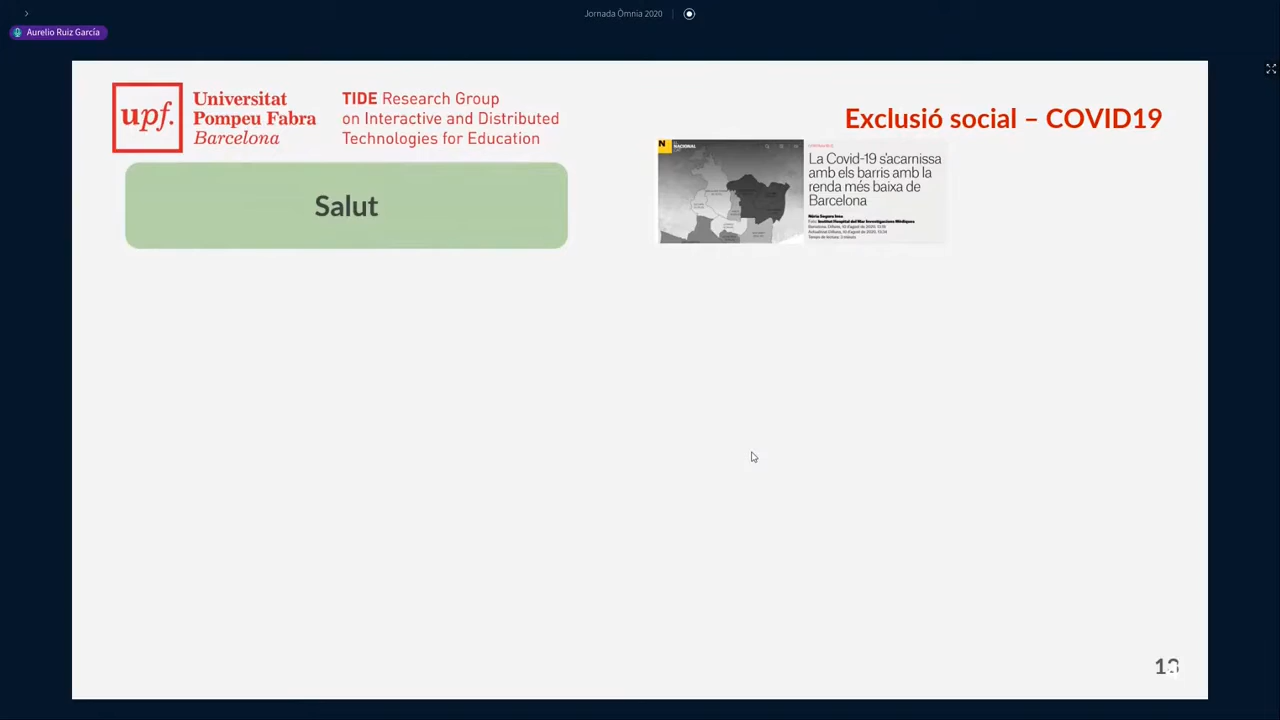 Jornada Òmnia 2020
Aurelio Ruiz García
upf.
Universitat
Pompeu Fabra
Barcelona
TIDE Research Group
on Interactive and Distributed
Technologies for Education
Exclusió social – COVID19
Salut
N
NACIONAL
La Covid-19 s'acarnissa
amb els barris amb la
renda més baixa de
Barcelona